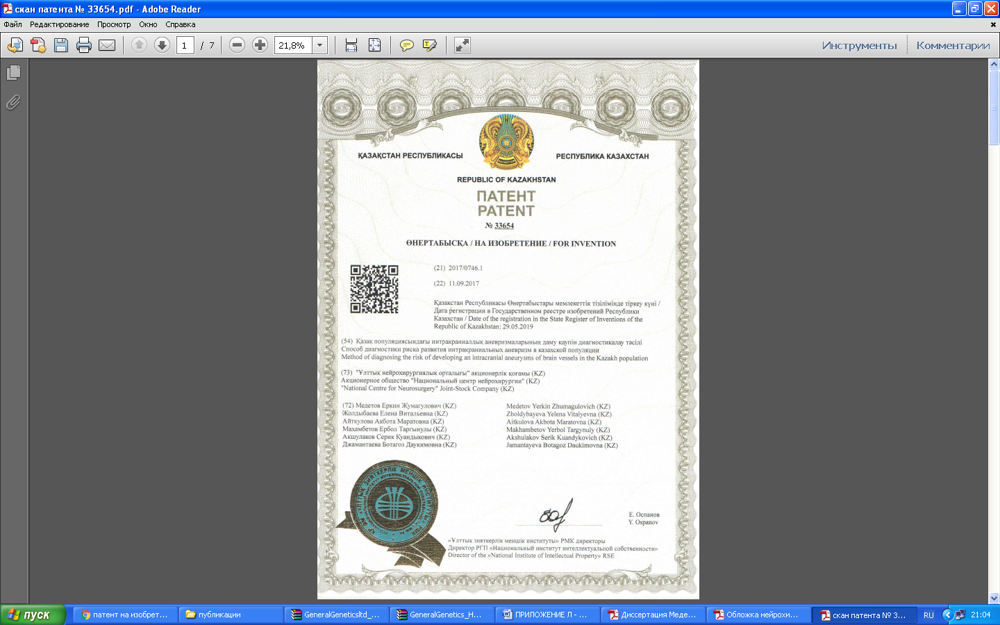 скан патента № 33654.pdf - Adobe Reader
Файл Редактирование Просмотр Окно Справка
1 / 7 21,8% Инструменты Комментарии
ҚАЗАҚСТАН РЕСПУБЛИКАСЫ РЕСПУБЛИКА КАЗАХСТАН
REPUBLIC OF KAZAKHSTAN
ПАТЕНТ
PATENT
№ 33654
ӨНЕРТАБЫСҚА / НА ИЗОБРЕТЕНИЕ / FOR INVENTION
(21) 2017/0746.1
(22) 11.09.2017
Қазақстан Республикасы Өнертабыстары мемлекеттік тізілімінде тіркеу күні /
Дата регистрации в Государственном реестре изобретений Республики
Казахстан / Date of the registration in the State Register of Inventions of the
Republic of Kazakhstan: 29.05.2019
(54) Қазақ популяциясындағы интракраниалдық аневризмаларының даму қаупін диагностикалау тәсілі
Способ диагностики риска развития интракраниальных аневризм в казахской популяции
Method of diagnosing the risk of developing an intracranial aneurysms of brain vessels in the Kazakh population
(73) "Ұлттық нейрохирургиялық орталығы" акционерлік қоғамы (KZ)
Акционерное общество "Национальный центр нейрохирургии" (KZ)
"National Centre for Neurosurgery" Joint-Stock Company (KZ)
(72) Медетов Еркин Жумагулович (KZ) Medetov Yerkin Zhumagulovich (KZ)
Жолдыбаева Елена Витальевна (KZ) Zholdybayeva Yelena Vitalyevna (KZ)
Айткулова Акбота Маратовна (KZ) Aitkulova Akbota Maratovna (KZ)
Махамбетов Ербол Таргынулы (KZ) Makhambetov Yerbol Targynuly (KZ)
Акшулаков Серик Куандыкович (KZ) Akshulakov Serik Kuandykovich (KZ)
Джамантаева Ботагоз Даукимовна (KZ) Jamantayeva Botagoz Daukimovna (KZ)
Е. Оспанов
Y. Ospanov
«Ұлттық зияткерлік меншік институты» РМК директоры
Директор РГП «Национальный институт интеллектуальной собственности»
Director of the «National Institute of Intellectual Property» RSE
пуск патент на изобрет... публикации GeneralGeneticsltd_... GeneralGenetics_H... ПРИЛОЖЕНИЕ Л - ... Диссертация Меде... Обложка нейрохи... скан патента № 3... RU 21:04